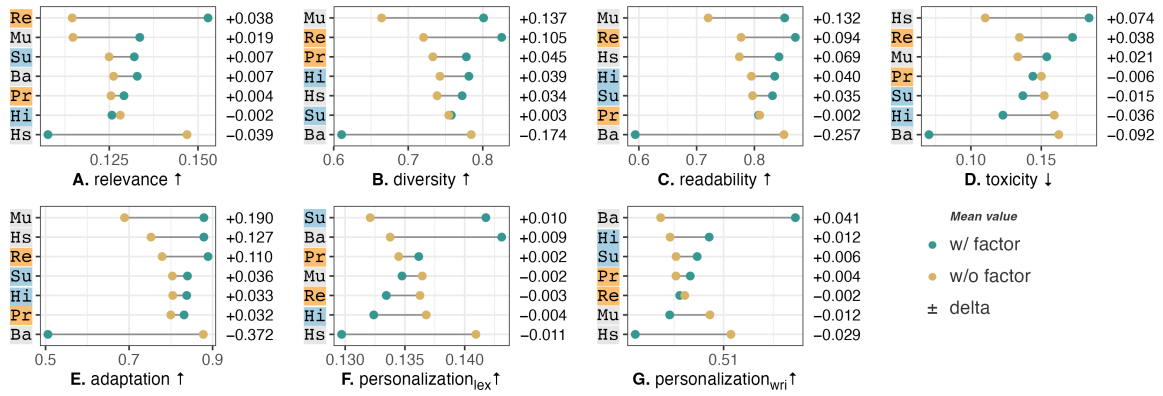 Re +0.038
Mu +0.019
Su +0.007
Ba +0.007
Pr +0.004
Hi −0.002
Hs −0.039
0.125 0.150
A. relevance ↑
Mu +0.137
Re +0.105
Pr +0.045
Hi +0.039
Hs +0.034
Su +0.003
Ba −0.174
0.6 0.7 0.8
B. diversity ↑
Mu +0.132
Re +0.094
Hs +0.069
Hi +0.040
Su +0.035
Pr −0.002
Ba −0.257
0.6 0.7 0.8
C. readability ↑
Hs +0.074
Re +0.038
Mu +0.021
Pr −0.006
Su −0.015
Hi −0.036
Ba −0.092
0.10 0.15
D. toxicity ↓
Mu +0.190
Hs +0.127
Re +0.110
Su +0.036
Hi +0.033
Pr +0.032
Ba −0.372
0.5 0.7 0.9
E. adaptation ↑
Su +0.010
Ba +0.009
Pr +0.002
Mu −0.002
Re −0.003
Hi −0.004
Hs −0.011
0.130 0.135 0.140
F. personalizationlex↑
Ba +0.041
Hi +0.012
Su +0.006
Pr +0.004
Re −0.002
Mu −0.012
Hs −0.029
0.51
G. personalizationwri↑
Mean value
w/ factor
w/o factor
± delta